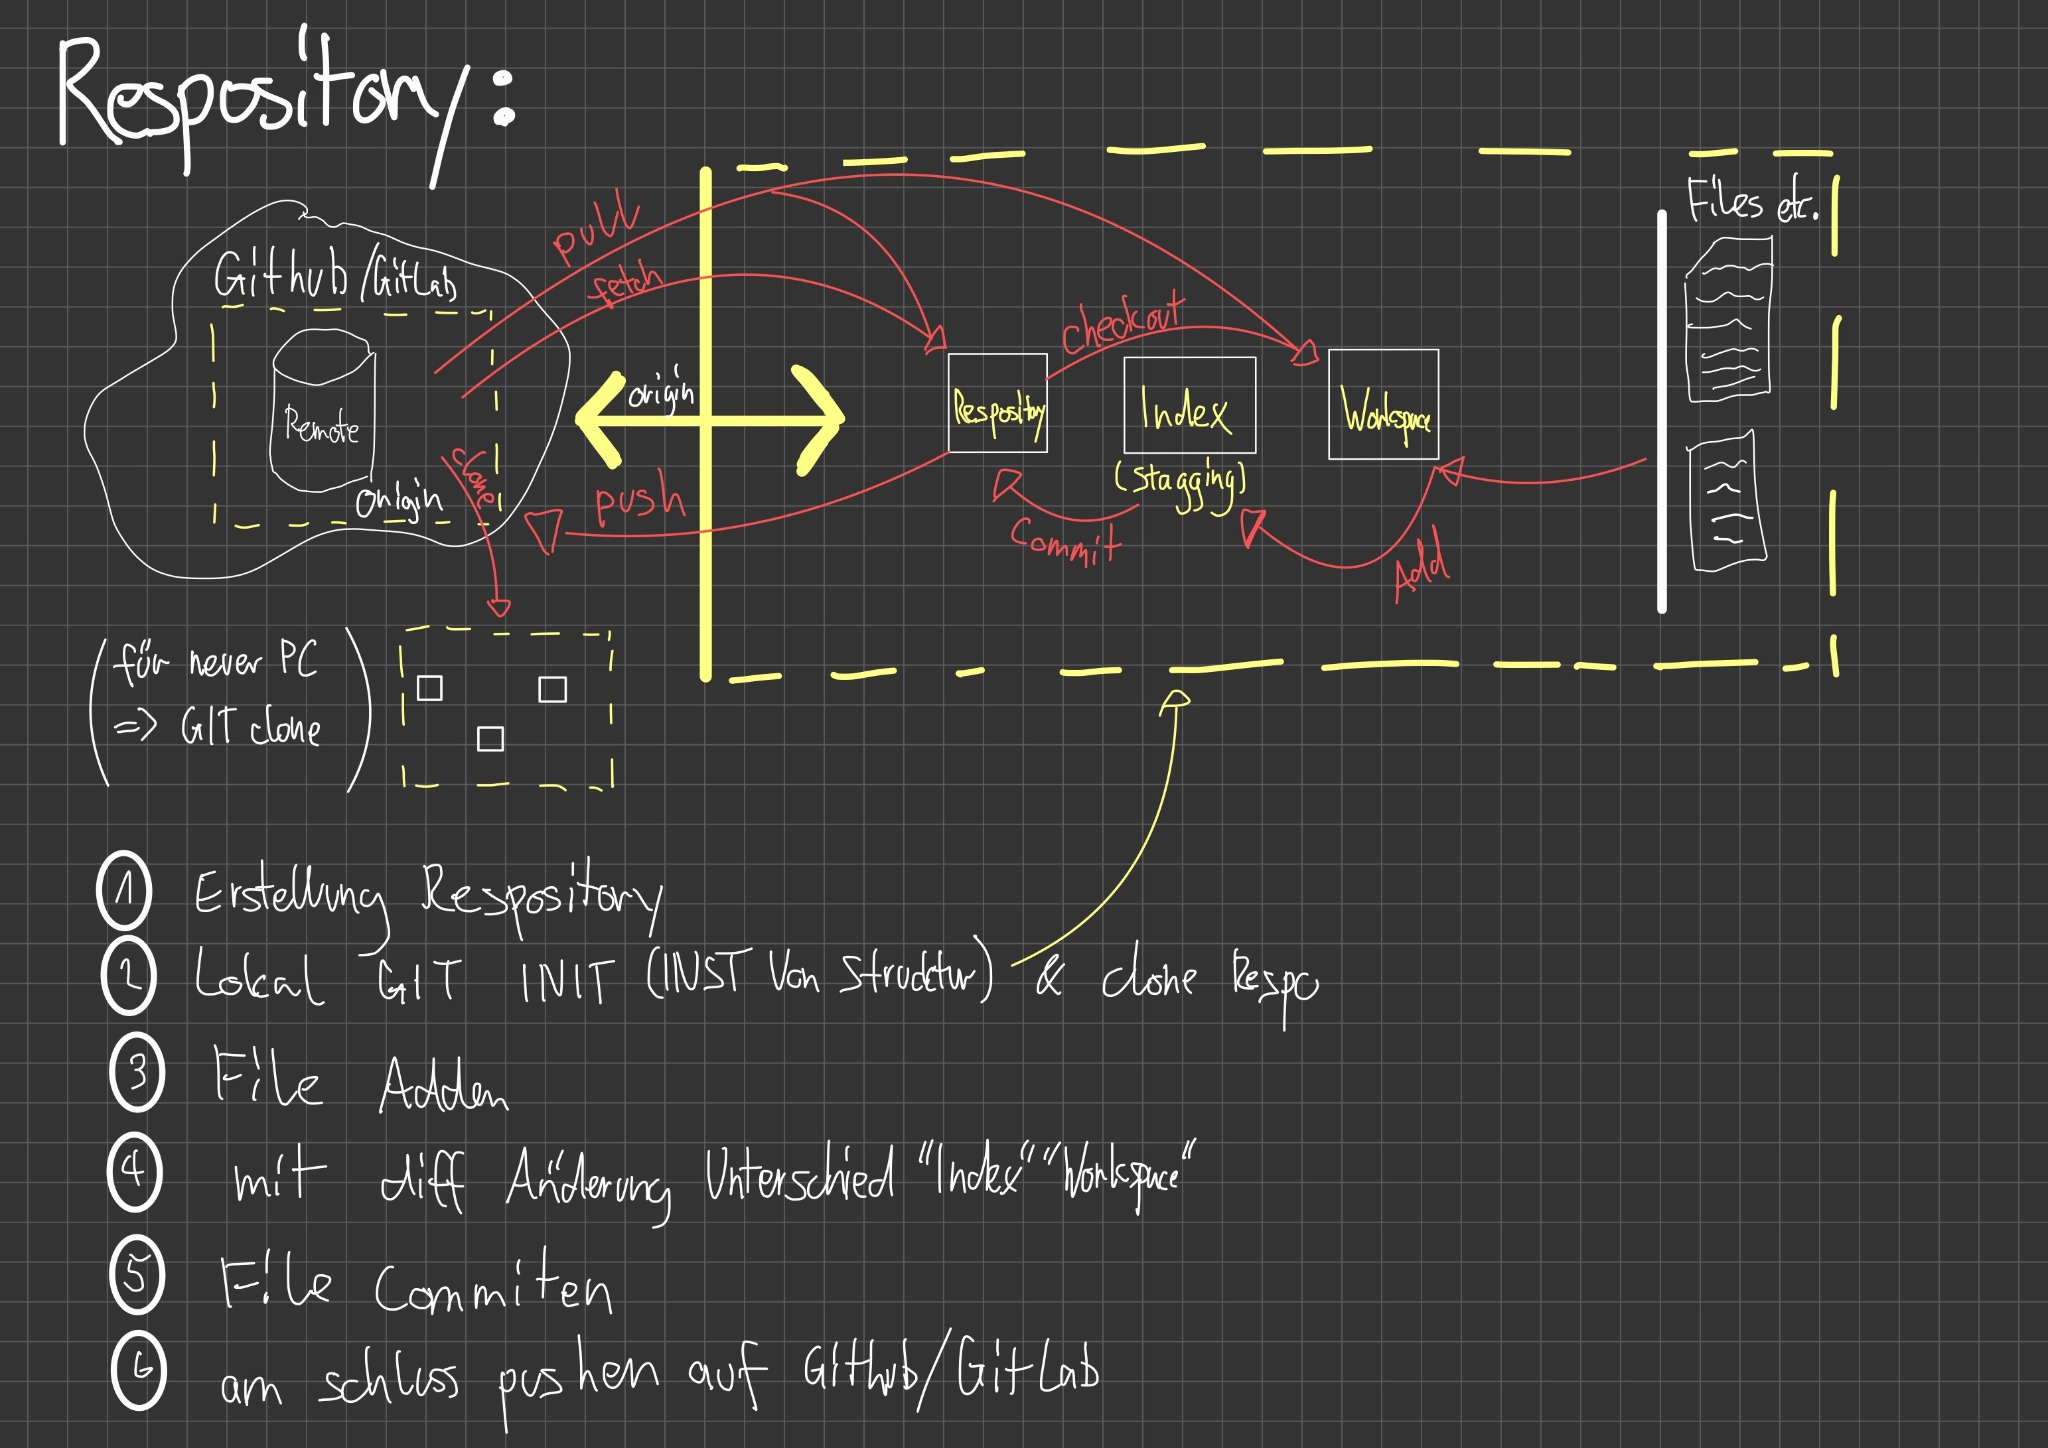 Respository:
Github/GitLab
Remote
Onigin
pull
fetch
clone
push
origin
Respository
checkout
Index
(stagging)
Workspace
Commit
Add
Files etc.
(für neuer PC
=> GIT clone)
1 Erstellung Respository
2 Lokal GIT INIT (INST Von Strucktur) & clone Respo
3 File Adden
4 mit diff Änderung Unterschied "Index" "Workspace"
5 File Commiten
6 am schluss pushen auf Github/GitLab